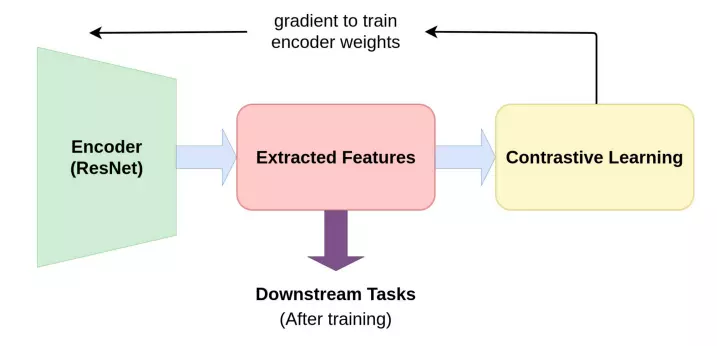 gradient to train
encoder weights
Encoder
(ResNet)
Extracted Features
Contrastive Learning
Downstream Tasks
(After training)